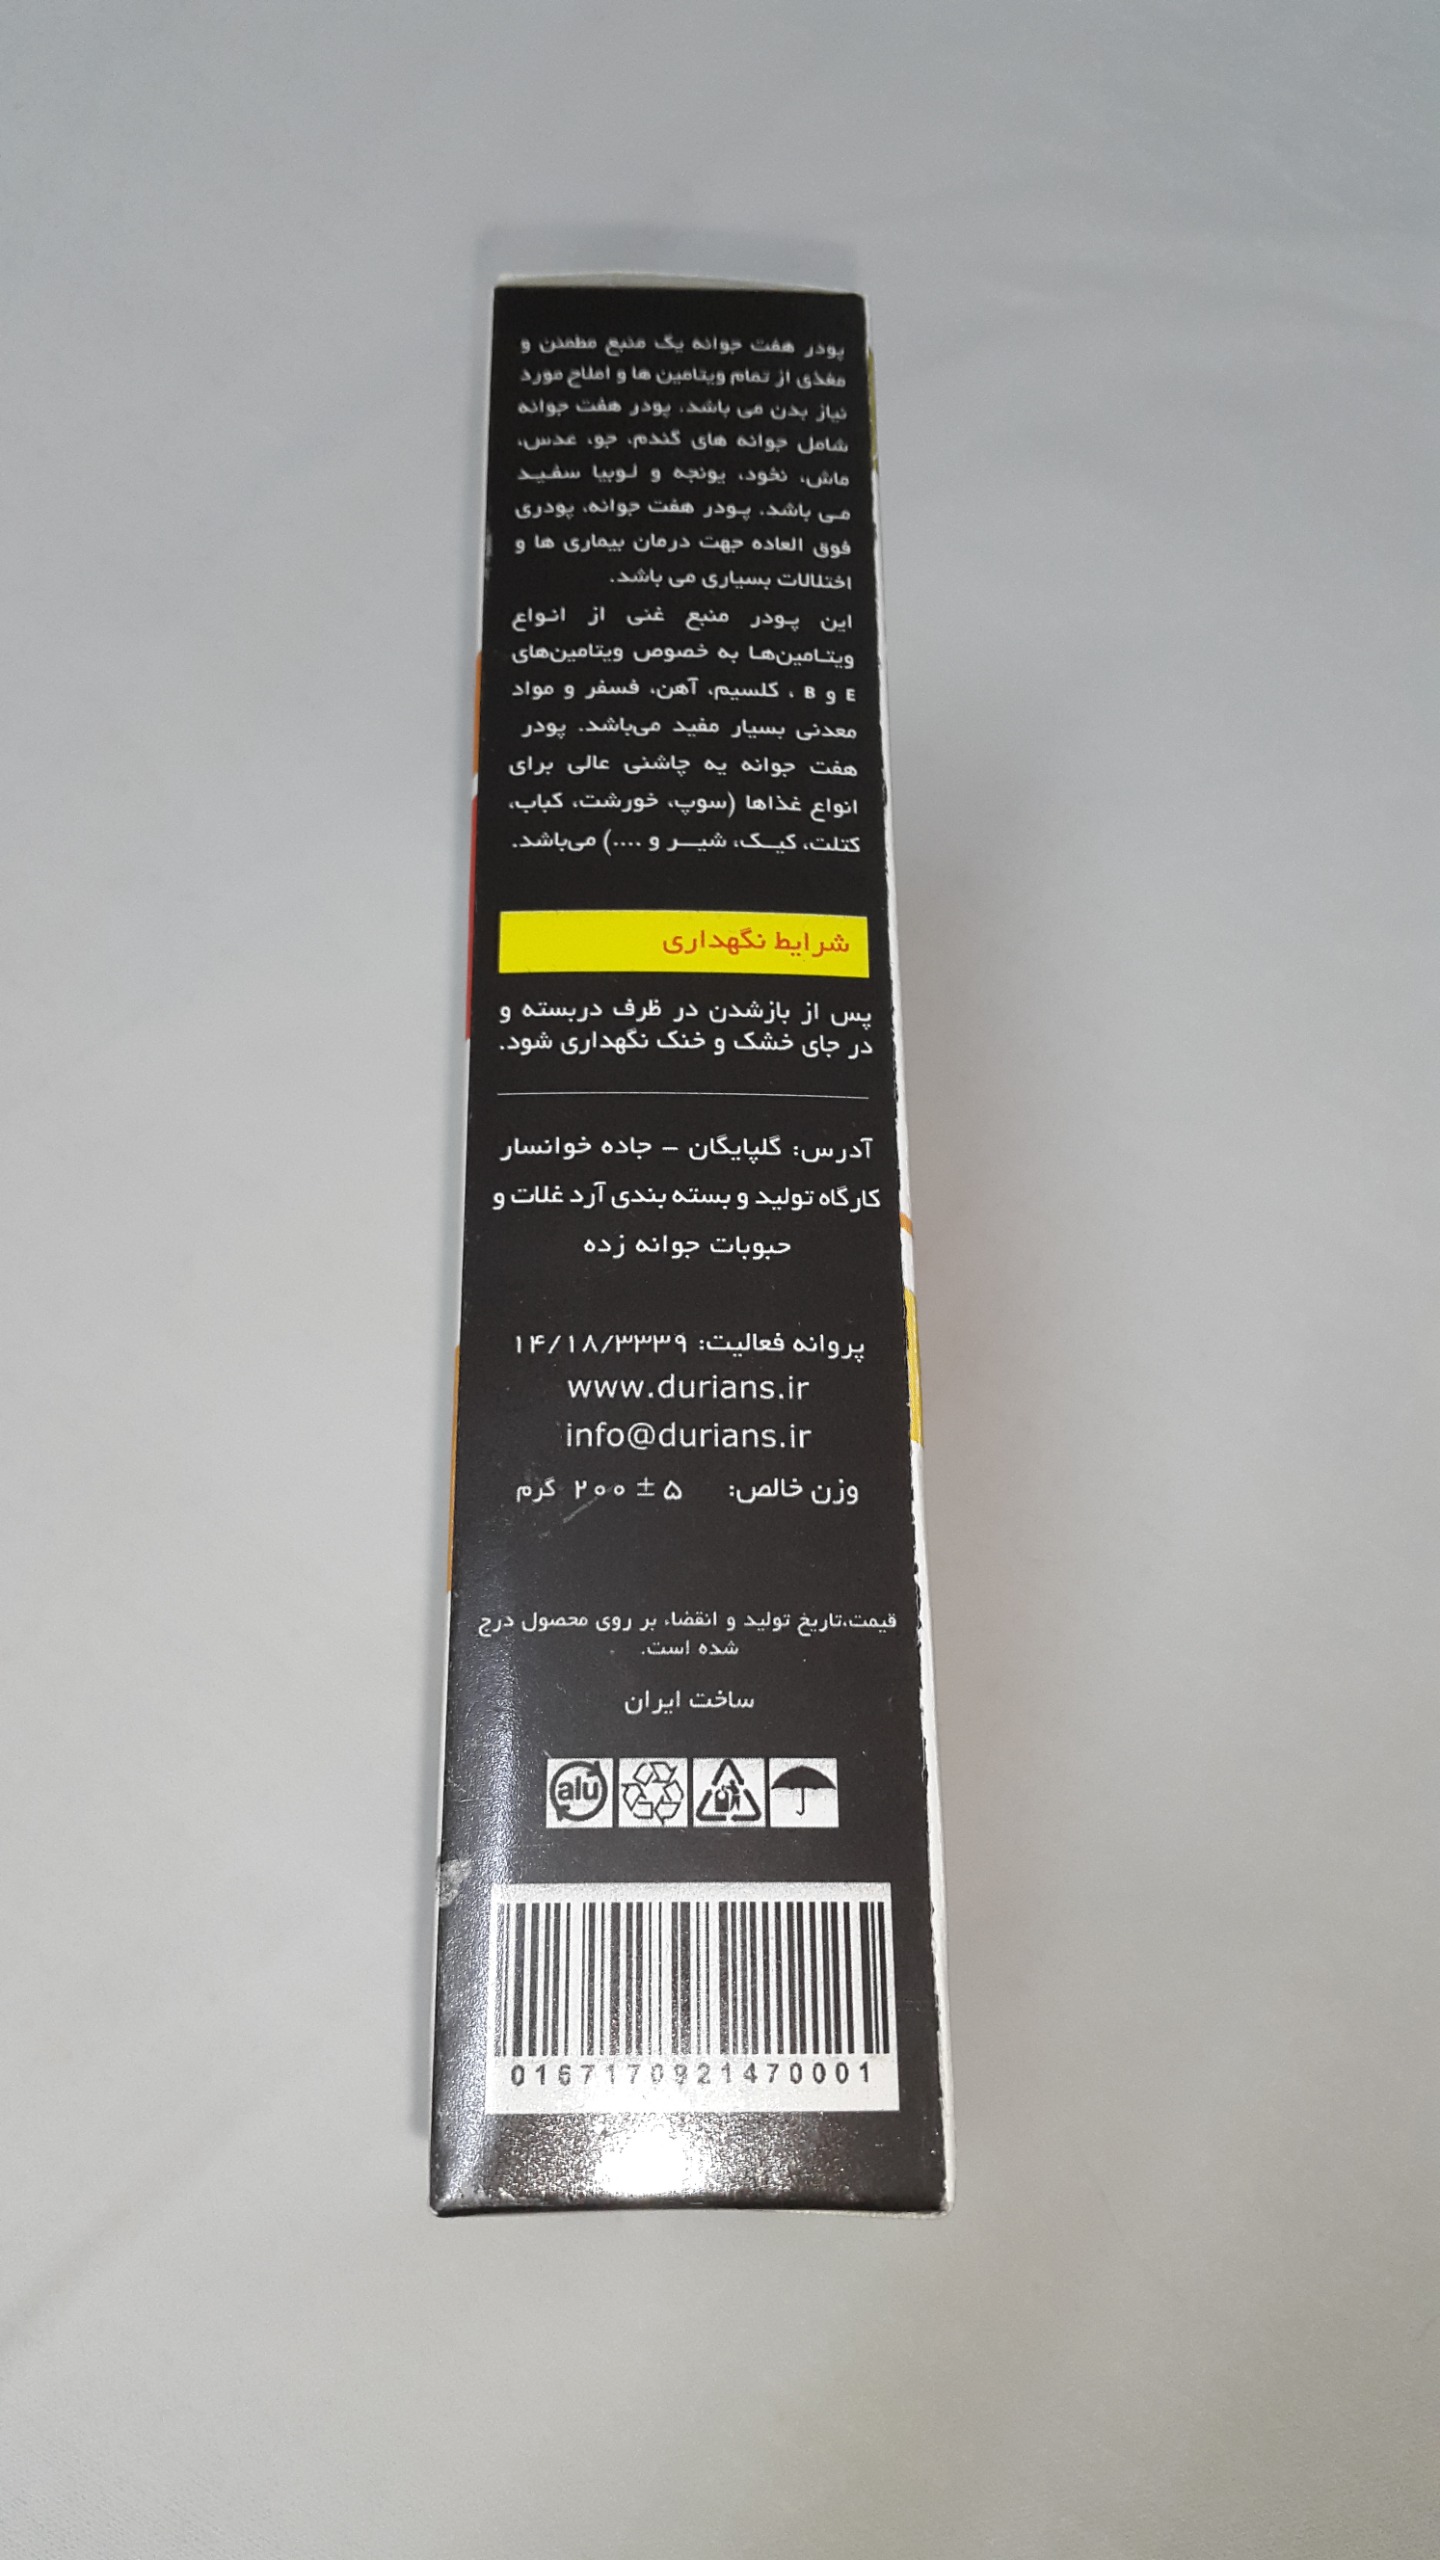 پودر هفت جوانه یک منبع مطمئن و
مغذی از تمام ویتامین ها و املاح مورد
نیاز بدن می باشد. پودر هفت جوانه
شامل جوانه های گندم، جو، عدس،
ماش، نخود، یونجه و لوبیا سفید
می باشد. پودر هفت جوانه، پودری
فوق العاده جهت درمان بیماری ها و
اختلالات بسیاری می باشد.
این پودر منبع غنی از انواع
ویتامین‌ها به خصوص ویتامین‌های
E و B ، کلسیم، آهن، فسفر و مواد
معدنی بسیار مفید می‌باشد. پودر
هفت جوانه یه چاشنی عالی برای
انواع غذاها (سوپ، خورشت، کباب،
کتلت، کیک، شیر و ....) می‌باشد.
شرایط نگهداری
پس از بازشدن در ظرف دربسته و
در جای خشک و خنک نگهداری شود.
آدرس: گلپایگان – جاده خوانسار
کارگاه تولید و بسته بندی آرد غلات و
حبوبات جوانه زده
پروانه فعالیت: ۱۴/۱۸/۳۳۳۹
www.durians.ir
info@durians.ir
وزن خالص: ۵ ± ۲۰۰ گرم
قیمت،تاریخ تولید و انقضاء بر روی محصول درج
شده است.
ساخت ایران
alu
0167170921470001